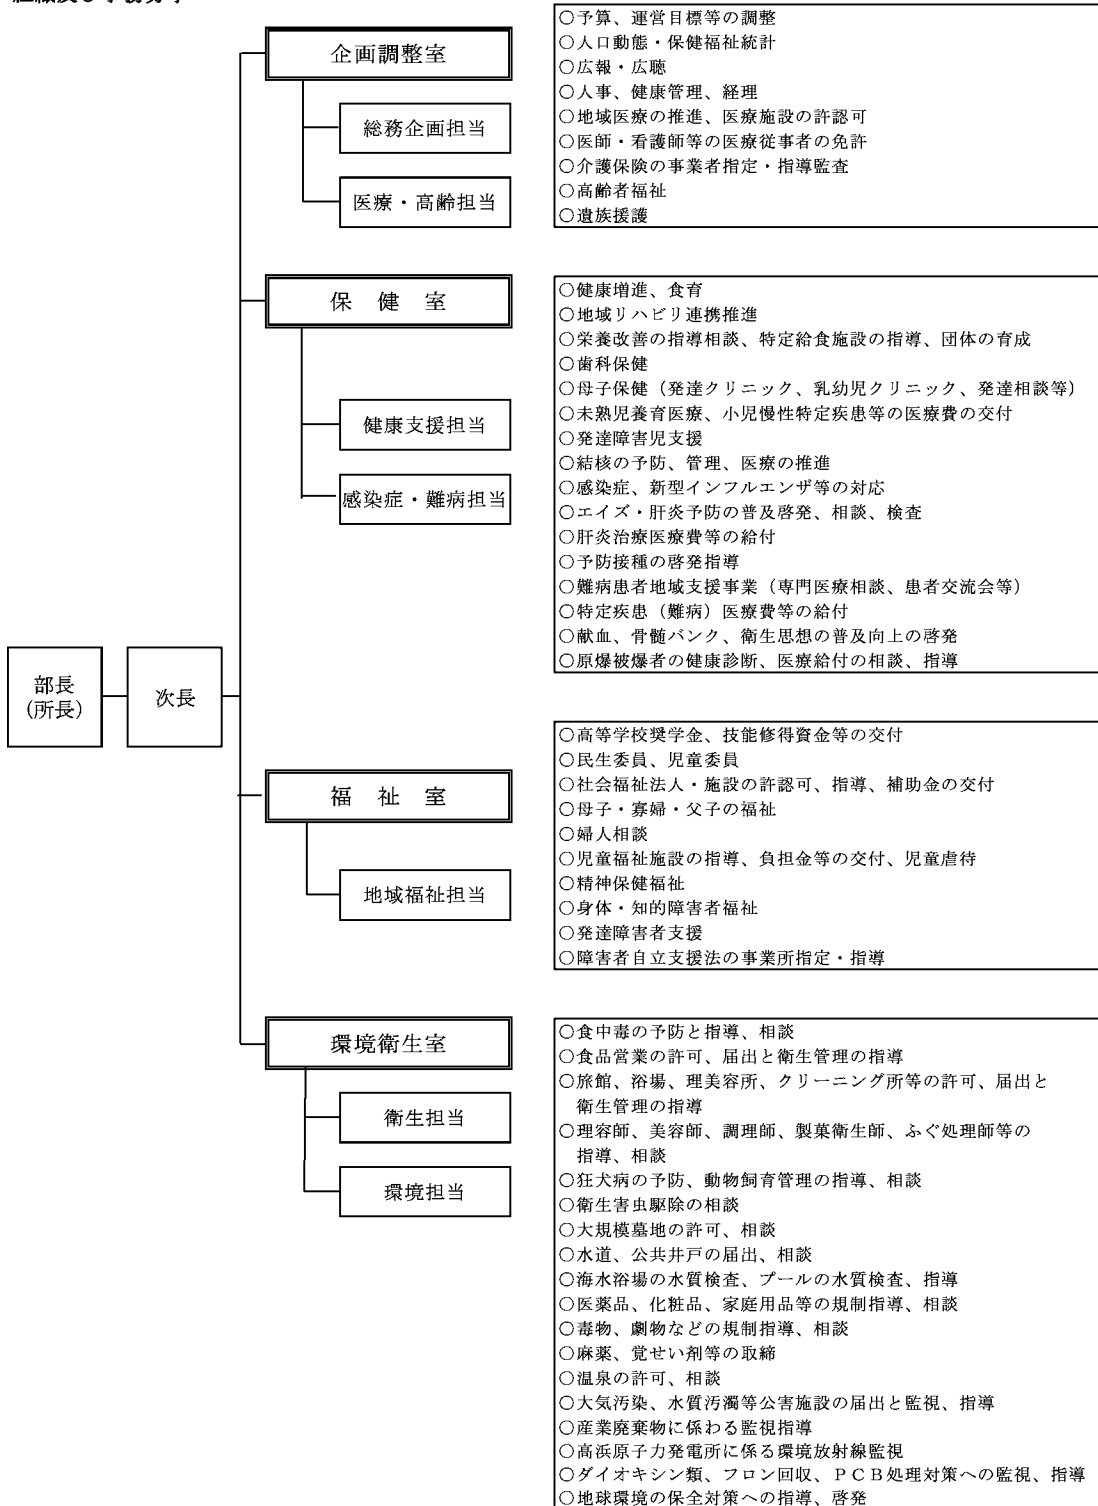 企画調整室
総務企画担当
医療・高齢担当
○予算、運営目標等の調整
○人口動態・保健福祉統計
○広報・広聴
○人事、健康管理、経理
○地域医療の推進、医療施設の許認可
○医師・看護師等の医療従事者の免許
○介護保険の事業者指定・指導監査
○高齢者福祉
○遺族援護
保　健　室
健康支援担当
感染症・難病担当
○健康増進、食育
○地域リハビリ連携推進
○栄養改善の指導相談、特定給食施設の指導、団体の育成
○歯科保健
○母子保健（発達クリニック、乳幼児クリニック、発達相談等）
○未熟児養育医療、小児慢性特定疾患等の医療費の交付
○発達障害児支援
○結核の予防、管理、医療の推進
○感染症、新型インフルエンザ等の対応
○エイズ・肝炎予防の普及啓発、相談、検査
○肝炎治療医療費等の給付
○予防接種の啓発指導
○難病患者地域支援事業（専門医療相談、患者交流会等）
○特定疾患（難病）医療費等の給付
○献血、骨髄バンク、衛生思想の普及向上の啓発
○原爆被爆者の健康診断、医療給付の相談、指導
部長
（所長）
次長
福　祉　室
地域福祉担当
○高等学校奨学金、技能修得資金等の交付
○民生委員、児童委員
○社会福祉法人・施設の許認可、指導、補助金の交付
○母子・寡婦・父子の福祉
○婦人相談
○児童福祉施設の指導、負担金等の交付、児童虐待
○精神保健福祉
○身体・知的障害者福祉
○発達障害者支援
○障害者自立支援法の事業所指定・指導
環境衛生室
衛生担当
環境担当
○食中毒の予防と指導、相談
○食品営業の許可、届出と衛生管理の指導
○旅館、浴場、理美容所、クリーニング所等の許可、届出と
衛生管理の指導
○理容師、美容師、調理師、製菓衛生師、ふぐ処理師等の
指導、相談
○狂犬病の予防、動物飼育管理の指導、相談
○衛生害虫駆除の相談
○大規模墓地の許可、相談
○水道、公共井戸の届出、相談
○海水浴場の水質検査、プールの水質検査、指導
○医薬品、化粧品、家庭用品等の規制指導、相談
○毒物、劇物などの規制指導、相談
○麻薬、覚せい剤等の取締
○温泉の許可、相談
○大気汚染、水質汚濁等公害施設の届出と監視、指導
○産業廃棄物に係わる監視指導
○高浜原子力発電所に係る環境放射線監視
○ダイオキシン類、フロン回収、ＰＣＢ処理対策への監視、指導
○地球環境の保全対策への指導、啓発